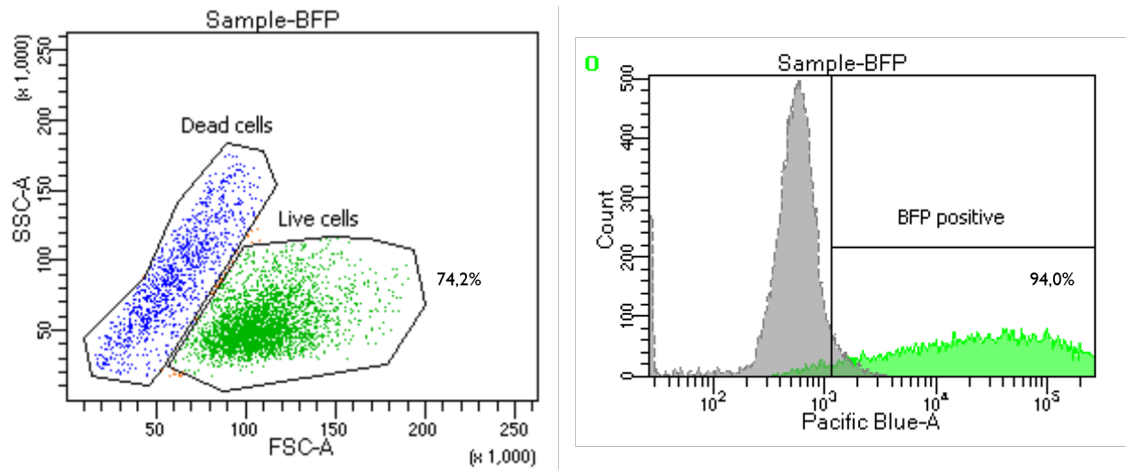 Sample-BFP
(x 1,000)
250
200
150
100
50
SSC-A
Dead cells
Live cells
74,2%
50 100 150 200 250
FSC-A
(x 1,000)
0
Sample-BFP
500
400
300
200
100
0
Count
BFP positive
94,0%
10² 10³ 10⁴ 10⁵
Pacific Blue-A